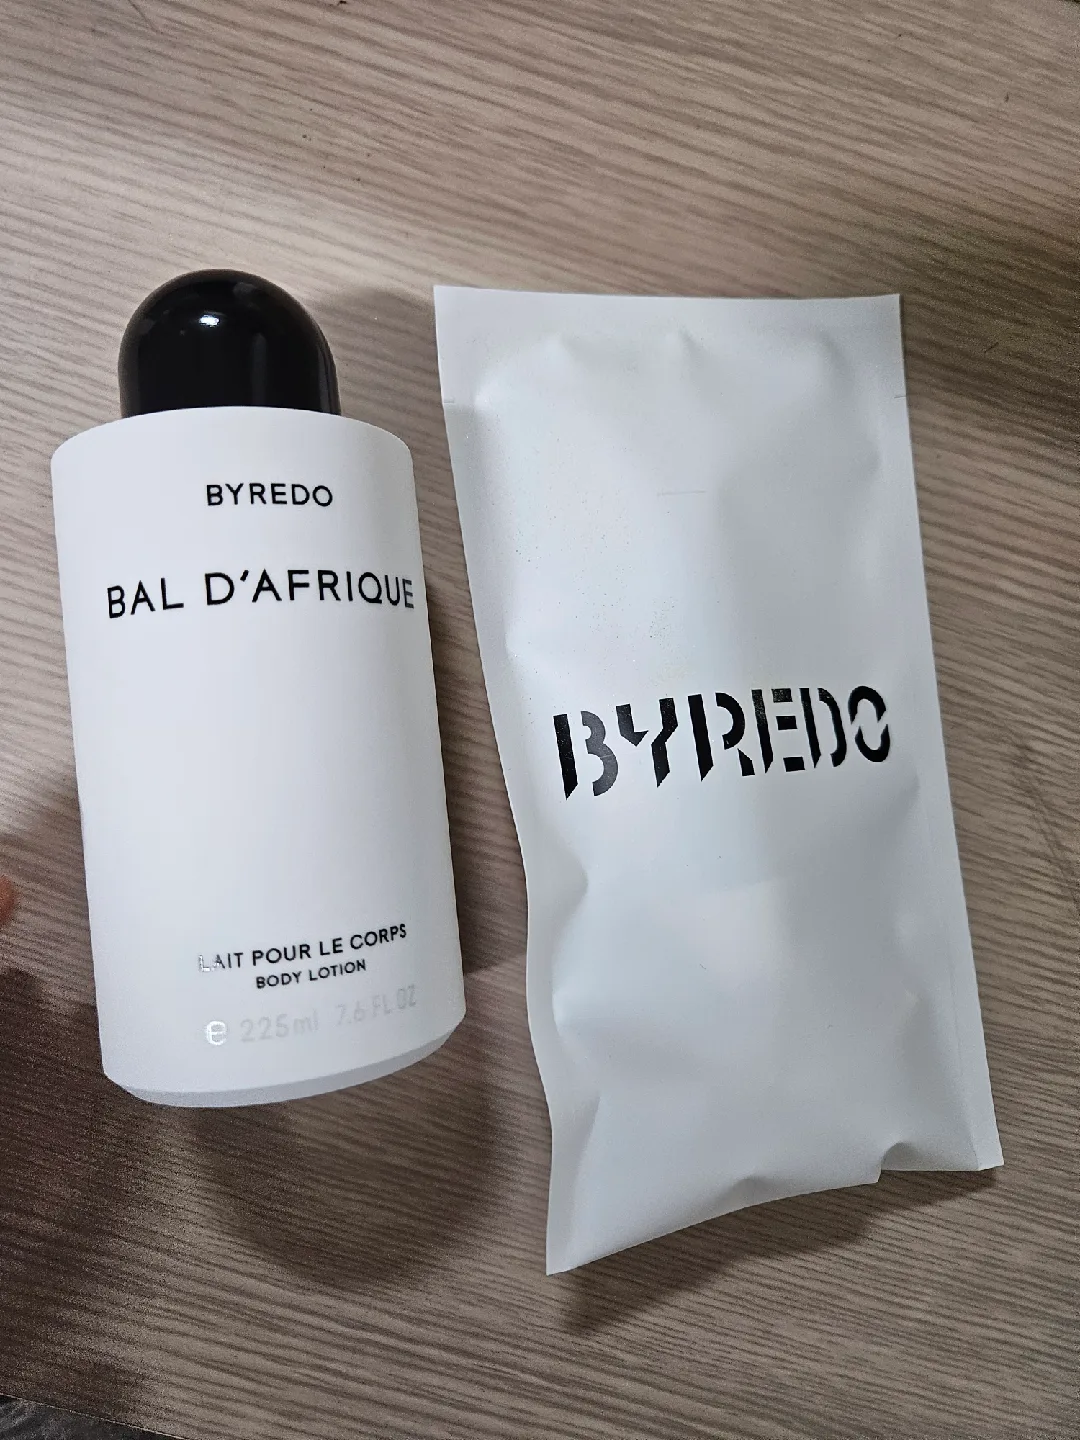 BYREDO
BAL D'AFRIQUE
LAIT POUR LE CORPS
BODY LOTION
℮ 225ml 7.6 FL OZ
BYREDO